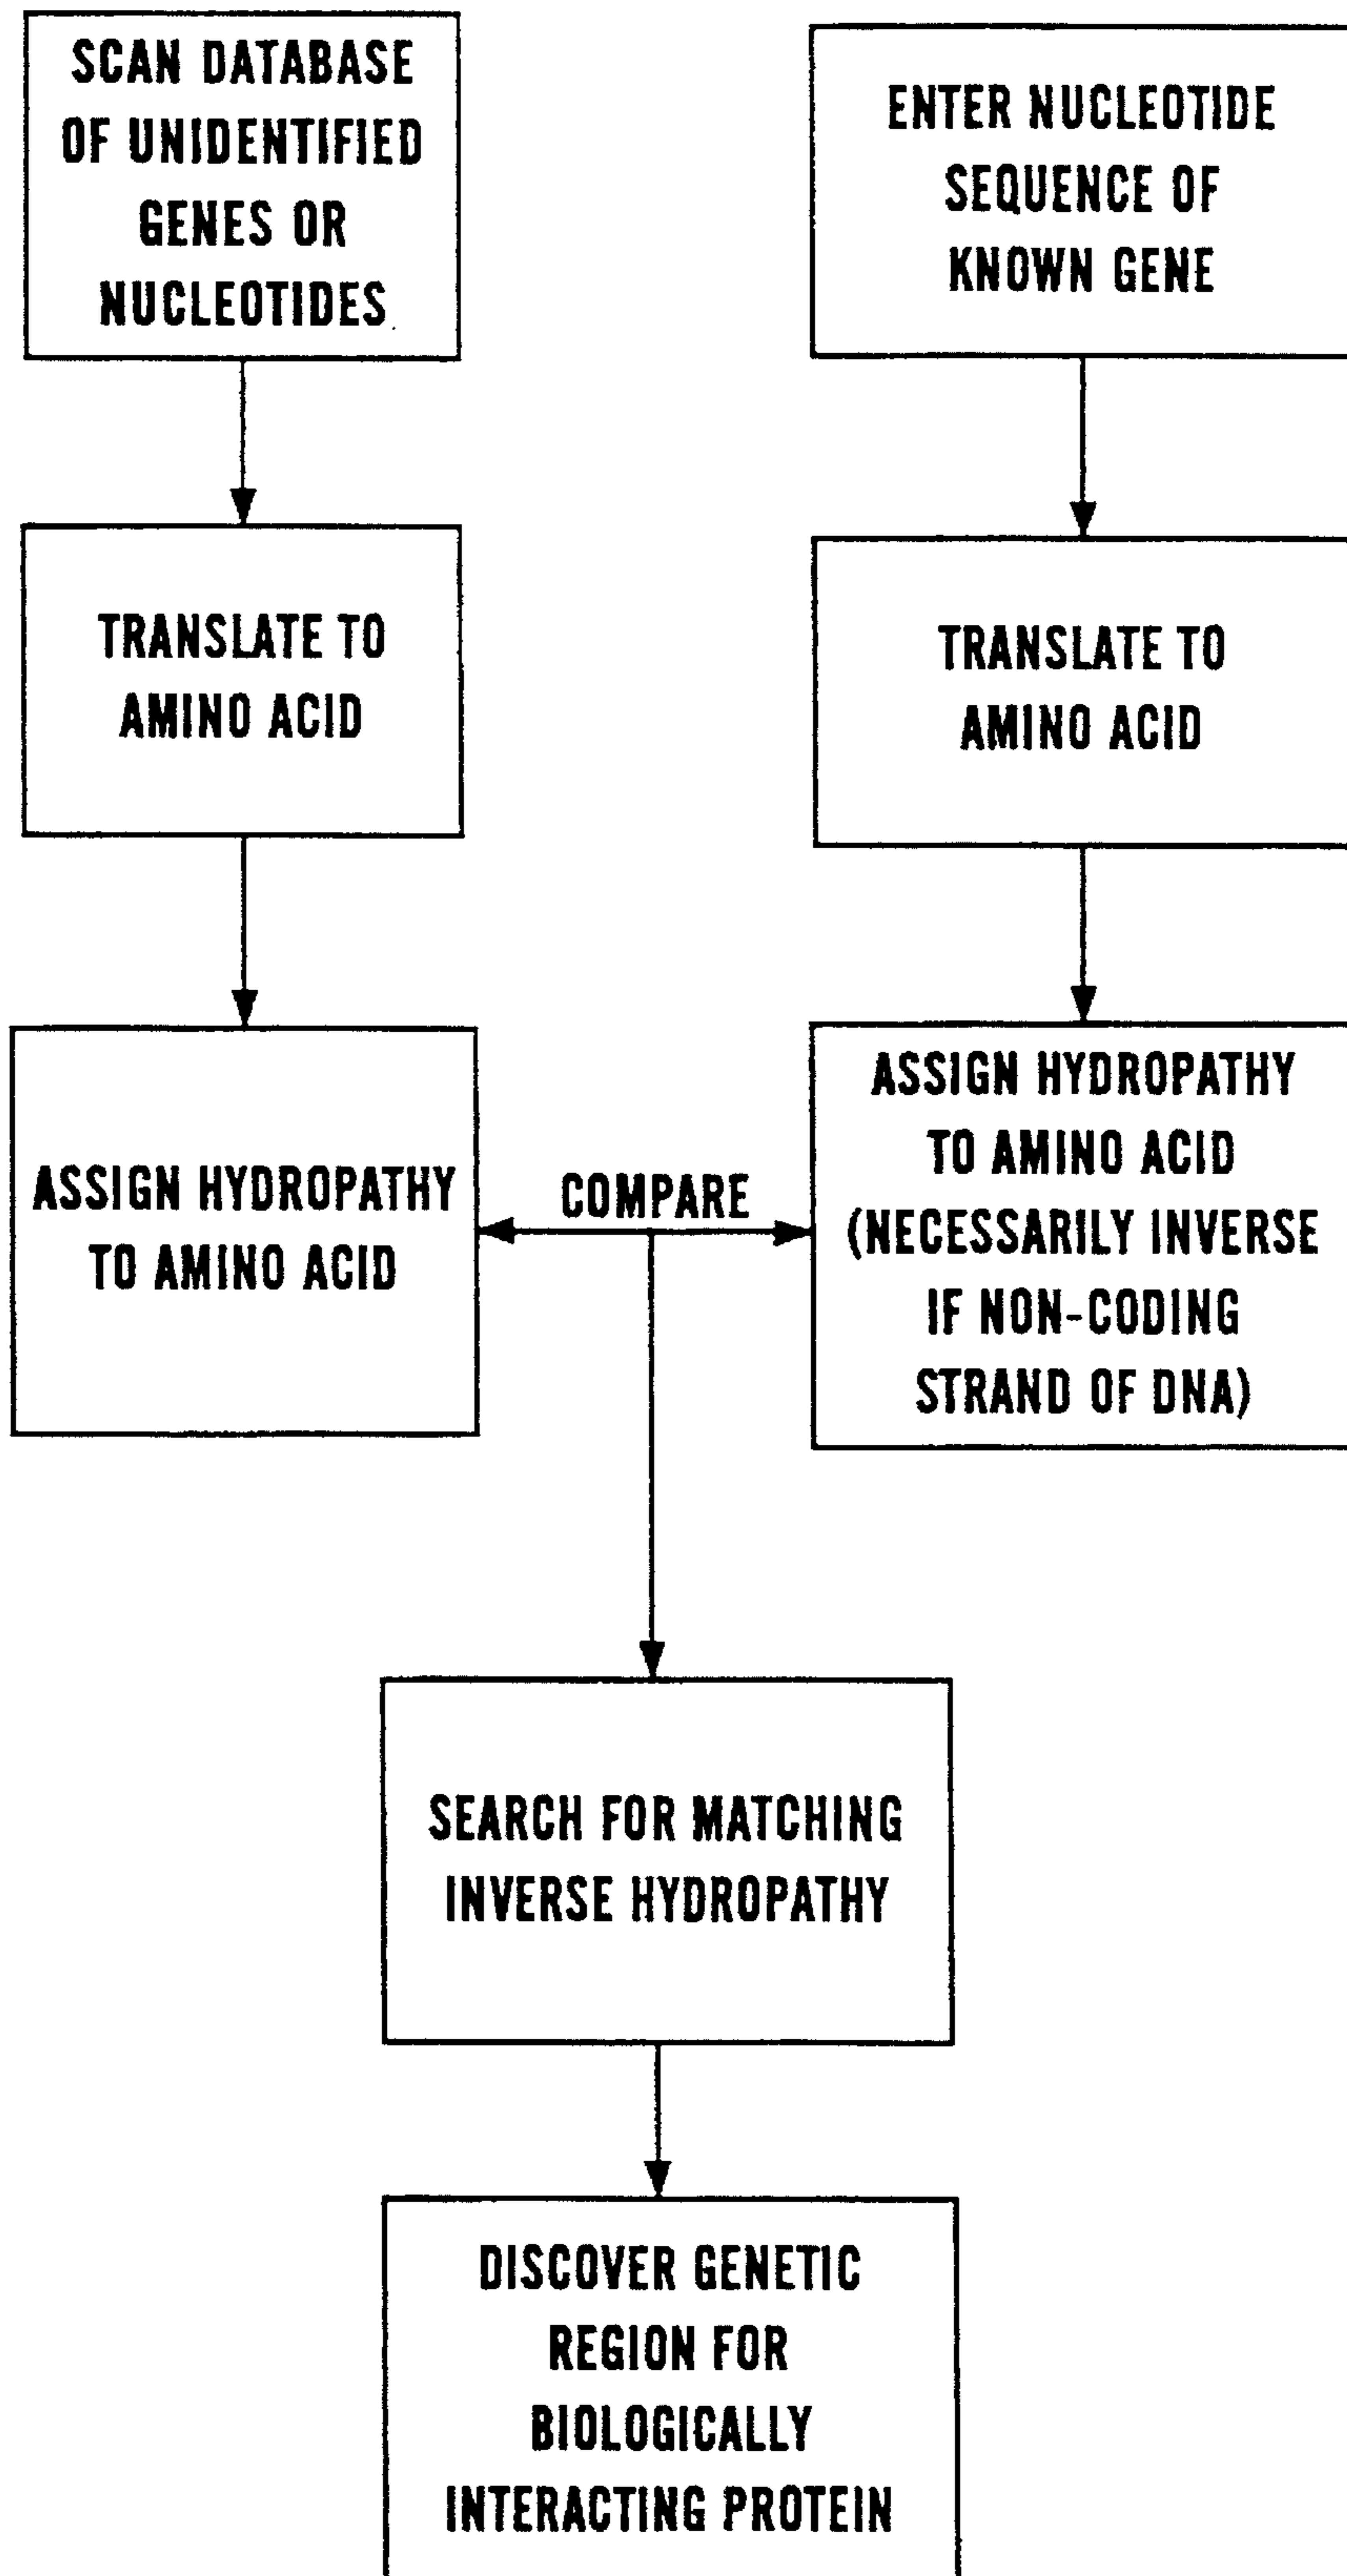 SCAN DATABASE
OF UNIDENTIFIED
GENES OR
NUCLEOTIDES
ENTER NUCLEOTIDE
SEQUENCE OF
KNOWN GENE
TRANSLATE TO
AMINO ACID
TRANSLATE TO
AMINO ACID
ASSIGN HYDROPATHY
TO AMINO ACID
COMPARE
ASSIGN HYDROPATHY
TO AMINO ACID
(NECESSARILY INVERSE
IF NON-CODING
STRAND OF DNA)
SEARCH FOR MATCHING
INVERSE HYDROPATHY
DISCOVER GENETIC
REGION FOR
BIOLOGICALLY
INTERACTING PROTEIN